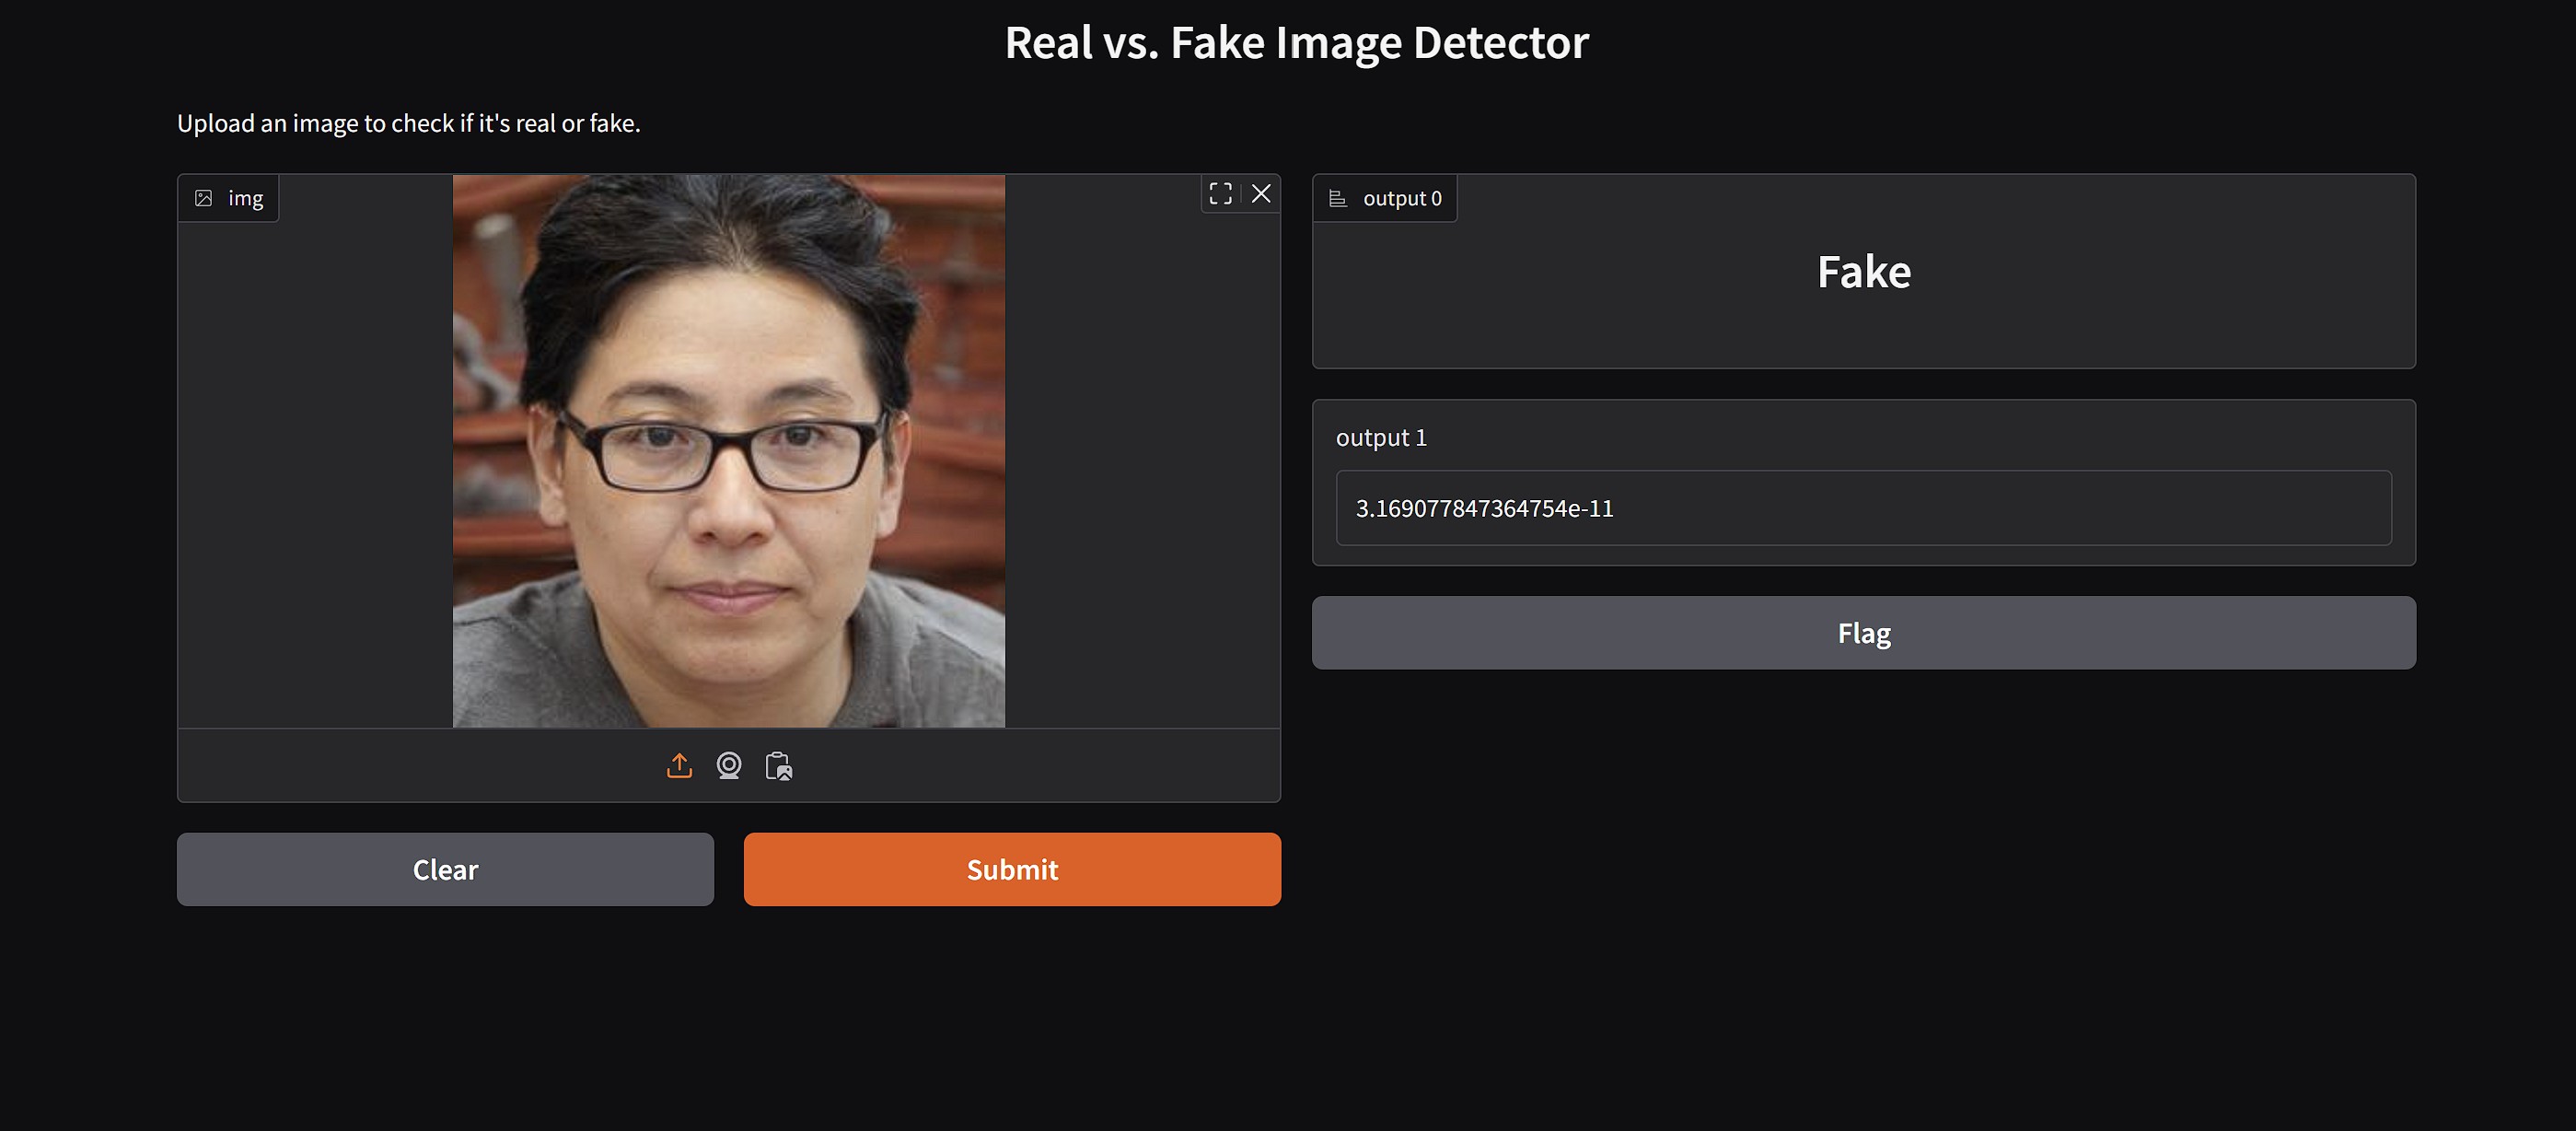 Real vs. Fake Image Detector
Upload an image to check if it's real or fake.
img
output 0
Fake
output 1
3.169077847364754e-11
Flag
Clear
Submit